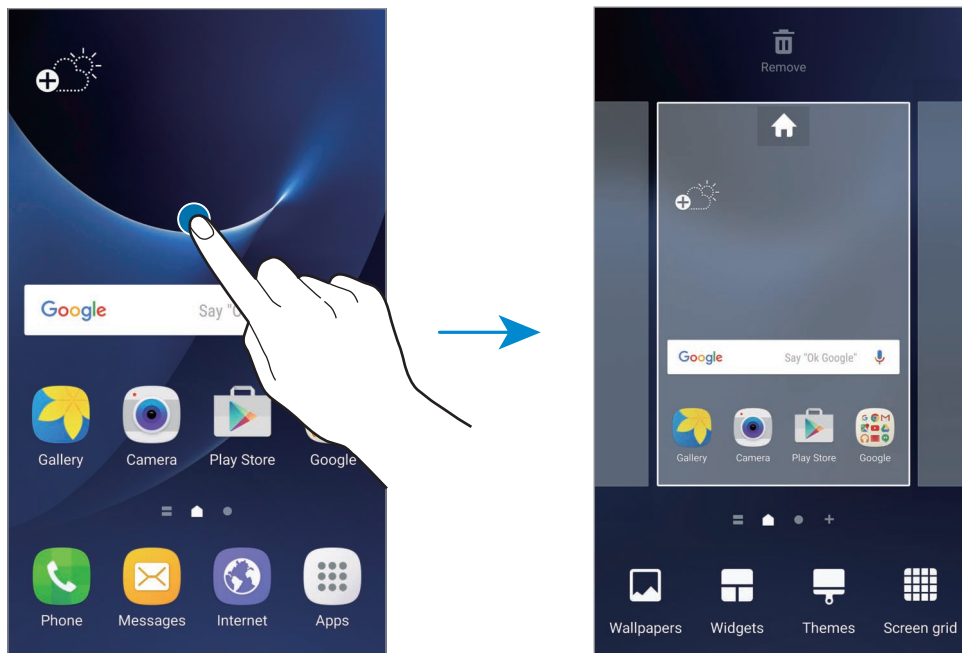 Google Say "O
Gallery Camera Play Store Google
Phone Messages Internet Apps
Remove
Google Say "Ok Google"
Gallery Camera Play Store Google
Wallpapers Widgets Themes Screen grid